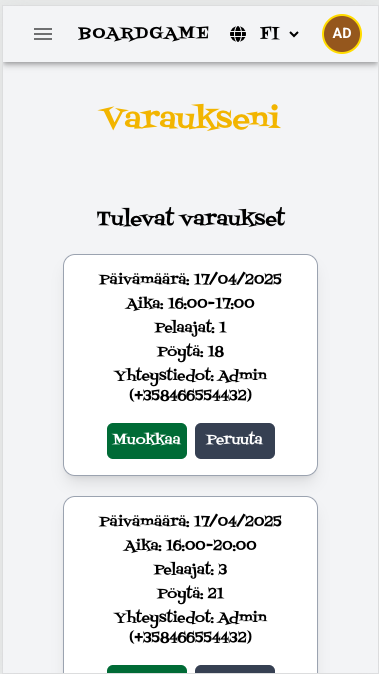 BOARDGAME FI AD
Varaukseni
Tulevat varaukset
Päivämäärä: 17/04/2025
Aika: 16:00-17:00
Pelaajat: 1
Pöytä: 18
Yhteystiedot: Admin
(+358466554432)
Muokkaa Peruuta
Päivämäärä: 17/04/2025
Aika: 16:00-20:00
Pelaajat: 3
Pöytä: 21
Yhteystiedot: Admin
(+358466554432)